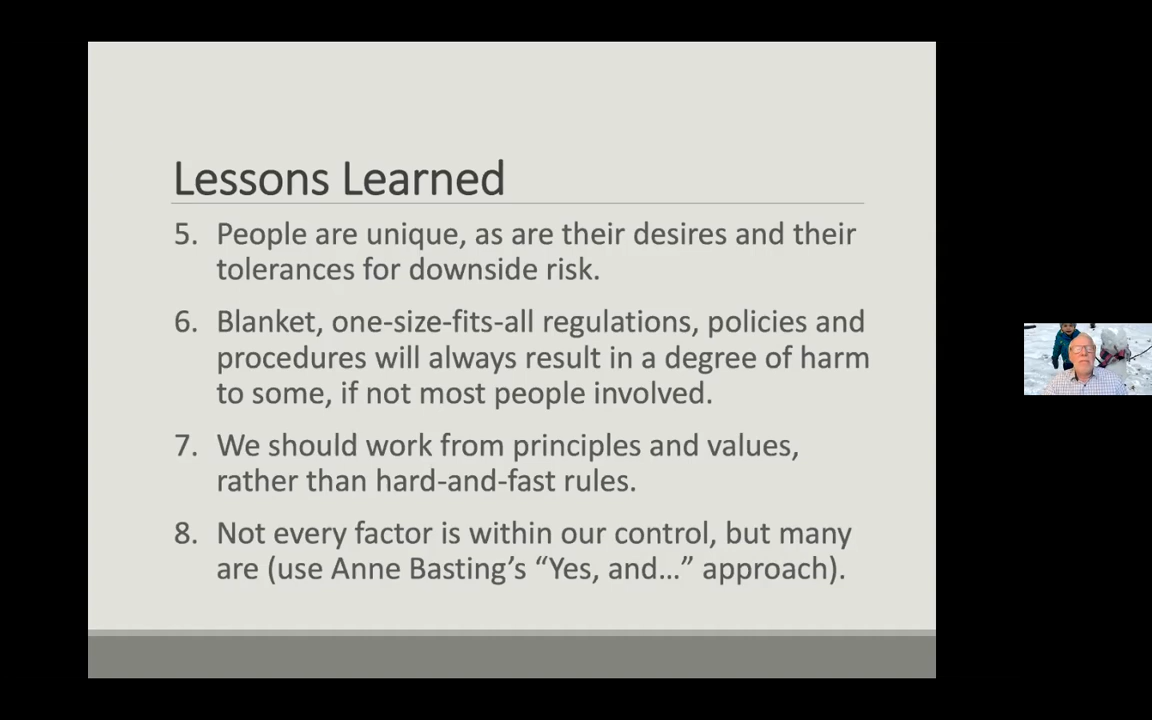 Lessons Learned
5. People are unique, as are their desires and their
tolerances for downside risk.
6. Blanket, one-size-fits-all regulations, policies and
procedures will always result in a degree of harm
to some, if not most people involved.
7. We should work from principles and values,
rather than hard-and-fast rules.
8. Not every factor is within our control, but many
are (use Anne Basting’s “Yes, and…” approach).